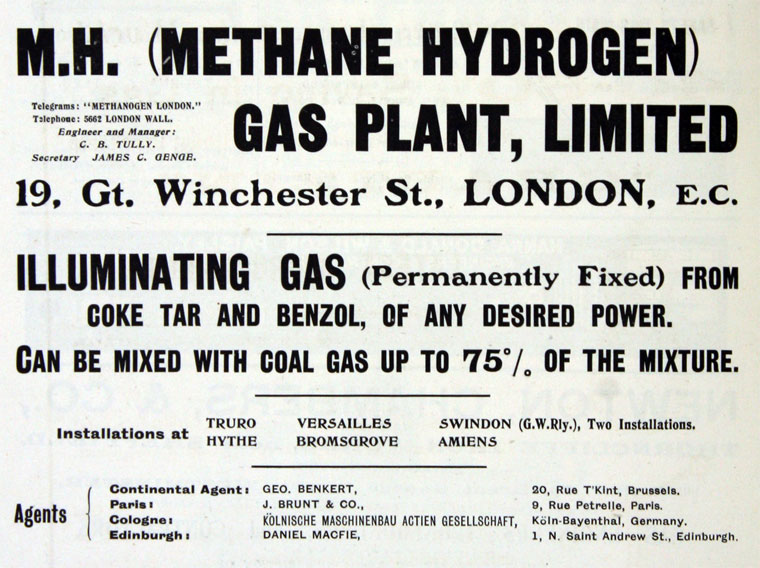 M.H. (METHANE HYDROGEN)
GAS PLANT, LIMITED
Telegrams: "METHANOGEN LONDON."
Telephone: 5662 LONDON WALL.
Engineer and Manager:
C. B. TULLY.
Secretary JAMES C. GENGE.
19, Gt. Winchester St., LONDON, E.C.
ILLUMINATING GAS (Permanently Fixed) FROM
COKE TAR AND BENZOL, OF ANY DESIRED POWER.
CAN BE MIXED WITH COAL GAS UP TO 75% OF THE MIXTURE.
Installations at TRURO VERSAILLES SWINDON (G.W.Rly.), Two Installations.
HYTHE BROMSGROVE AMIENS
Agents
Continental Agent: GEO. BENKERT, 20, Rue T'Kint, Brussels.
Paris: J. BRUNT & CO., 9, Rue Petrelle, Paris.
Cologne: KÖLNISCHE MASCHINENBAU ACTIEN GESELLSCHAFT, Köln-Bayenthal, Germany.
Edinburgh: DANIEL MACFIE, 1, N. Saint Andrew St., Edinburgh.